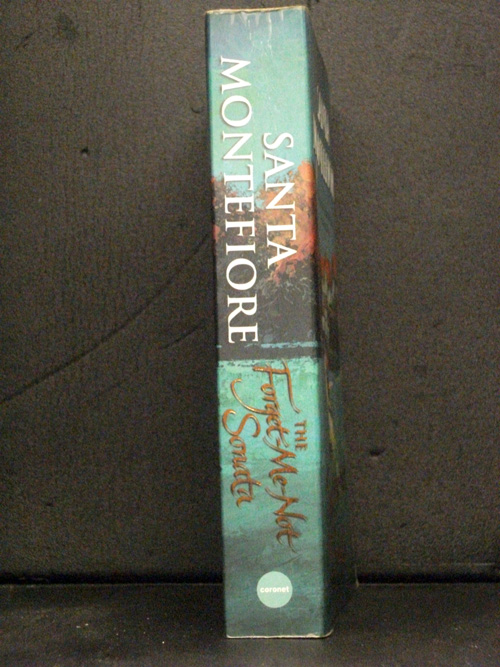 SANTA
MONTEFIORE
THE
Forget-Me-Not
Sonata
coronet